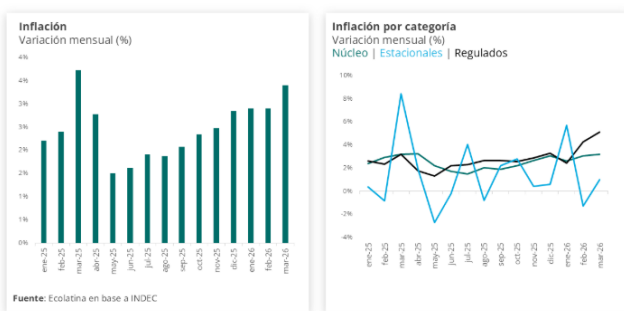 Inflación
Variación mensual (%)
4%
4%
3%
3%
2%
2%
1%
1%
0%
ene-25
feb-25
mar-25
abr-25
may-25
jun-25
jul-25
ago-25
sep-25
oct-25
nov-25
dic-25
ene-26
feb-26
mar-26
Fuente: Ecolatina en base a INDEC
Inflación por categoría
Variación mensual (%)
Núcleo | Estacionales | Regulados
10%
8%
6%
4%
2%
0%
-2%
-4%
ene-25
feb-25
mar-25
abr-25
may-25
jun-25
jul-25
ago-25
sep-25
oct-25
nov-25
dic-25
ene-26
feb-26
mar-26